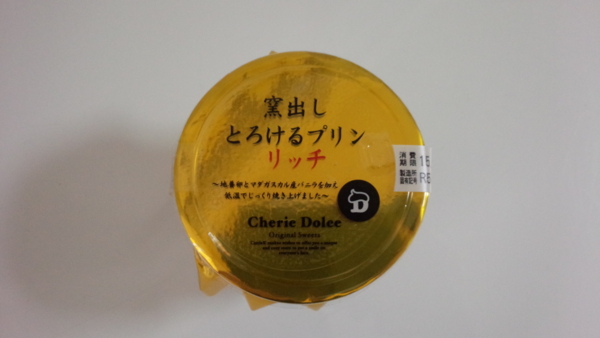 窯出し
とろけるプリン
リッチ
～地養卵とマダガスカル産バニラを加え
低温でじっくり焼き上げました～
D
Cherie Dolce
Original Sweets
消費
期限 15
製造所
固有記号 R5